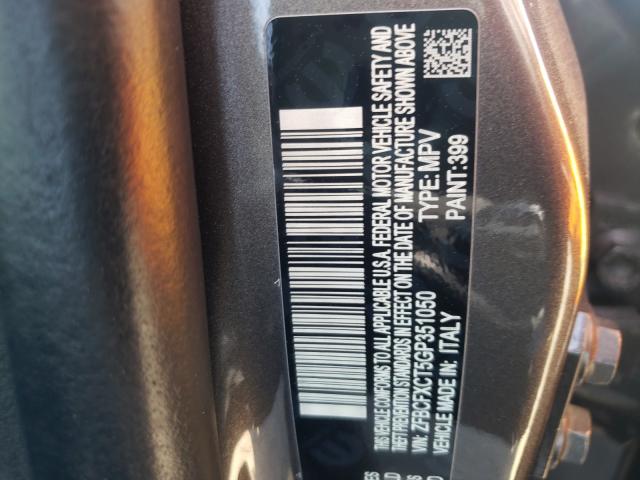 THIS VEHICLE CONFORMS TO ALL APPLICABLE U.S.A. FEDERAL MOTOR VEHICLE SAFETY AND
THEFT PREVENTION STANDARDS IN EFFECT ON THE DATE OF MANUFACTURE SHOWN ABOVE
VIN: ZFBCFXCT5GP351050 TYPE: MPV
VEHICLE MADE IN: ITALY PAINT: 399